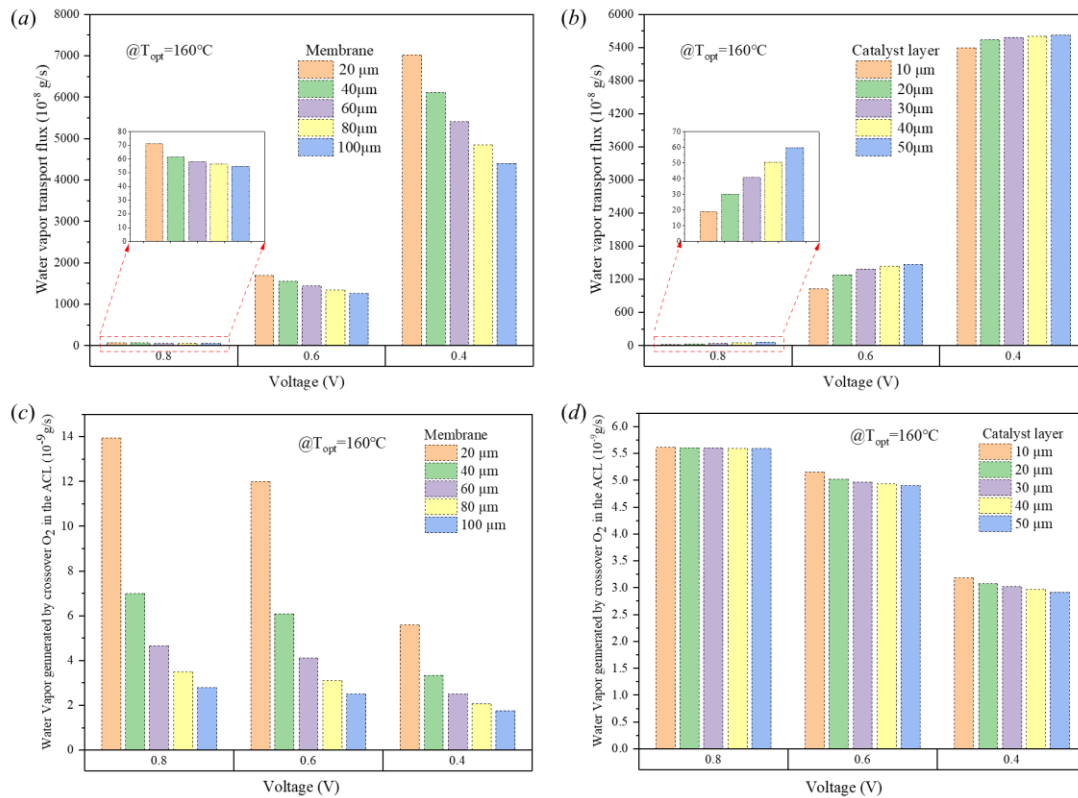 (a)
@Topt=160℃
Membrane
20 μm
40μm
60μm
80μm
100μm
Water vapor transport flux (10-8 g/s)
8000
7000
6000
5000
4000
3000
2000
1000
0
80
70
60
50
40
30
20
10
0
0.8
0.6
0.4
Voltage (V)
(b)
@Topt=160℃
Catalyst layer
10 μm
20μm
30μm
40μm
50μm
Water vapor transport flux (10-8 g/s)
6000
5400
4800
4200
3600
3000
2400
1800
1200
600
0
70
60
50
40
30
20
10
0
0.8
0.6
0.4
Voltage (V)
(c)
@Topt=160℃
Membrane
20 μm
40 μm
60 μm
80 μm
100 μm
Water Vapor gennerated by crossover O2 in the ACL (10-9g/s)
14
12
10
8
6
4
2
0
0.8
0.6
0.4
Voltage (V)
(d)
@Topt=160℃
Catalyst layer
10 μm
20 μm
30 μm
40 μm
50 μm
Water Vapor gennerated by crossover O2 in the ACL (10-9g/s)
6.0
5.5
5.0
4.5
4.0
3.5
3.0
2.5
2.0
1.5
1.0
0.5
0.0
0.8
0.6
0.4
Voltage (V)